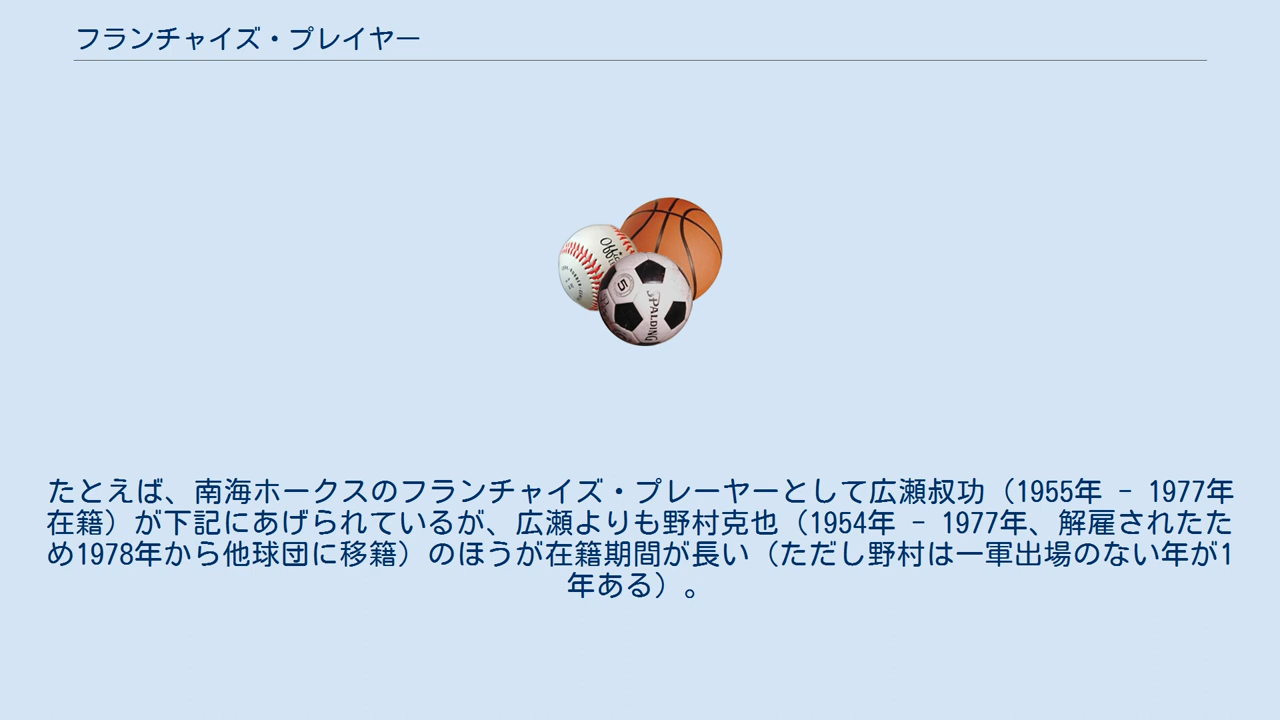 フランチャイズ・プレイヤー
SPALDING
5
たとえば、南海ホークスのフランチャイズ・プレーヤーとして広瀬叔功（1955年 - 1977年
在籍）が下記にあげられているが、広瀬よりも野村克也（1954年 - 1977年、解雇されたた
め1978年から他球団に移籍）のほうが在籍期間が長い（ただし野村は一軍出場のない年が1
年ある）。